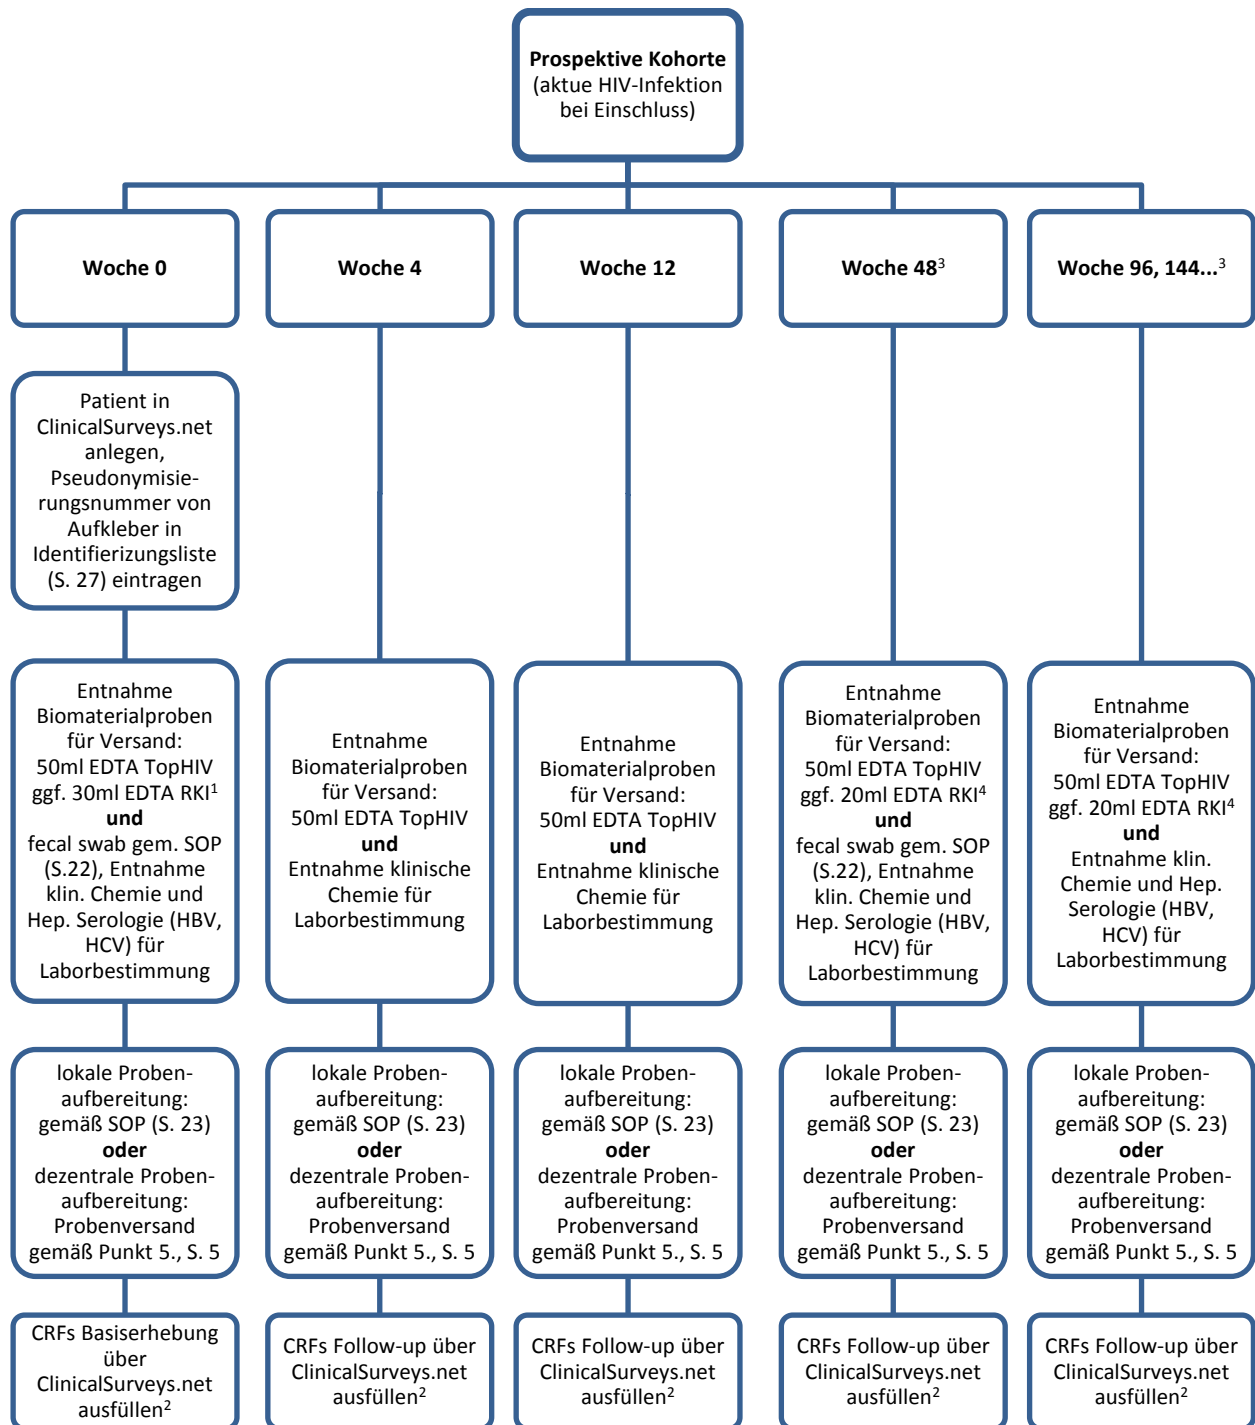 Prospektive Kohorte
(aktue HIV-Infektion
bei Einschluss)
Woche 0
Woche 4
Woche 12
Woche 48³
Woche 96, 144...³
Patient in
ClinicalSurveys.net
anlegen,
Pseudonymisie-
rungsnummer von
Aufkleber in
Identifierizungsliste
(S. 27) eintragen
Entnahme
Biomaterialproben
für Versand:
50ml EDTA TopHIV
ggf. 30ml EDTA RKI¹
und
fecal swab gem. SOP
(S.22), Entnahme
klin. Chemie und
Hep. Serologie (HBV,
HCV) für
Laborbestimmung
Entnahme
Biomaterialproben
für Versand:
50ml EDTA TopHIV
und
Entnahme klinische
Chemie für
Laborbestimmung
Entnahme
Biomaterialproben
für Versand:
50ml EDTA TopHIV
und
Entnahme klinische
Chemie für
Laborbestimmung
Entnahme
Biomaterialproben
für Versand:
50ml EDTA TopHIV
ggf. 20ml EDTA RKI⁴
und
fecal swab gem. SOP
(S.22), Entnahme
klin. Chemie und
Hep. Serologie (HBV,
HCV) für
Laborbestimmung
Entnahme
Biomaterialproben
für Versand:
50ml EDTA TopHIV
ggf. 20ml EDTA RKI⁴
und
Entnahme klin.
Chemie und Hep.
Serologie (HBV,
HCV) für
Laborbestimmung
lokale Proben-
aufbereitung:
gemäß SOP (S. 23)
oder
dezentrale Proben-
aufbereitung:
Probenversand
gemäß Punkt 5., S. 5
lokale Proben-
aufbereitung:
gemäß SOP (S. 23)
oder
dezentrale Proben-
aufbereitung:
Probenversand
gemäß Punkt 5., S. 5
lokale Proben-
aufbereitung:
gemäß SOP (S. 23)
oder
dezentrale Proben-
aufbereitung:
Probenversand
gemäß Punkt 5., S. 5
lokale Proben-
aufbereitung:
gemäß SOP (S. 23)
oder
dezentrale Proben-
aufbereitung:
Probenversand
gemäß Punkt 5., S. 5
lokale Proben-
aufbereitung:
gemäß SOP (S. 23)
oder
dezentrale Proben-
aufbereitung:
Probenversand
gemäß Punkt 5., S. 5
CRFs Basiserhebung
über
ClinicalSurveys.net
ausfüllen²
CRFs Follow-up über
ClinicalSurveys.net
ausfüllen²
CRFs Follow-up über
ClinicalSurveys.net
ausfüllen²
CRFs Follow-up über
ClinicalSurveys.net
ausfüllen²
CRFs Follow-up über
ClinicalSurveys.net
ausfüllen²